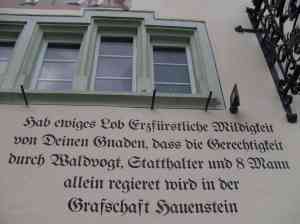 Hab ewiges Lob Erzfürstliche Mildigkeit
von Deinen Gnaden, dass die Gerechtigkeit
durch Waldvogt, Statthalter und 8 Mann
allein regieret wird in der
Grafschaft Hauenstein